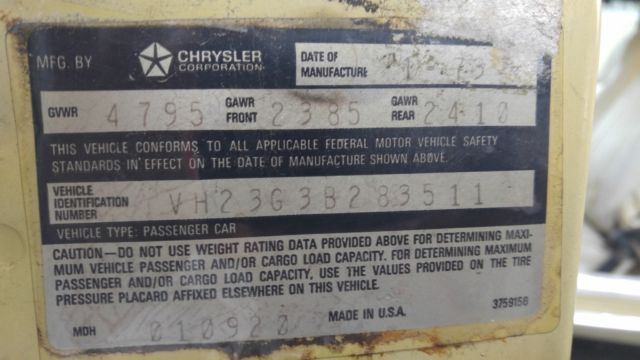 MFG. BY CHRYSLER CORPORATION DATE OF MANUFACTURE
GVWR 4795 GAWR FRONT 2385 GAWR REAR 2410
THIS VEHICLE CONFORMS TO ALL APPLICABLE FEDERAL MOTOR VEHICLE SAFETY
STANDARDS IN EFFECT ON THE DATE OF MANUFACTURE SHOWN ABOVE.
VEHICLE IDENTIFICATION NUMBER VH23G3B283511
VEHICLE TYPE: PASSENGER CAR
CAUTION—DO NOT USE WEIGHT RATING DATA PROVIDED ABOVE FOR DETERMINING MAXI-
MUM VEHICLE PASSENGER AND/OR CARGO LOAD CAPACITY. FOR DETERMINING MAXIMUM
PASSENGER AND/OR CARGO LOAD CAPACITY, USE THE VALUES PROVIDED ON THE TIRE
PRESSURE PLACARD AFFIXED ELSEWHERE ON THIS VEHICLE.
MDH 010920 MADE IN U.S.A. 3759158